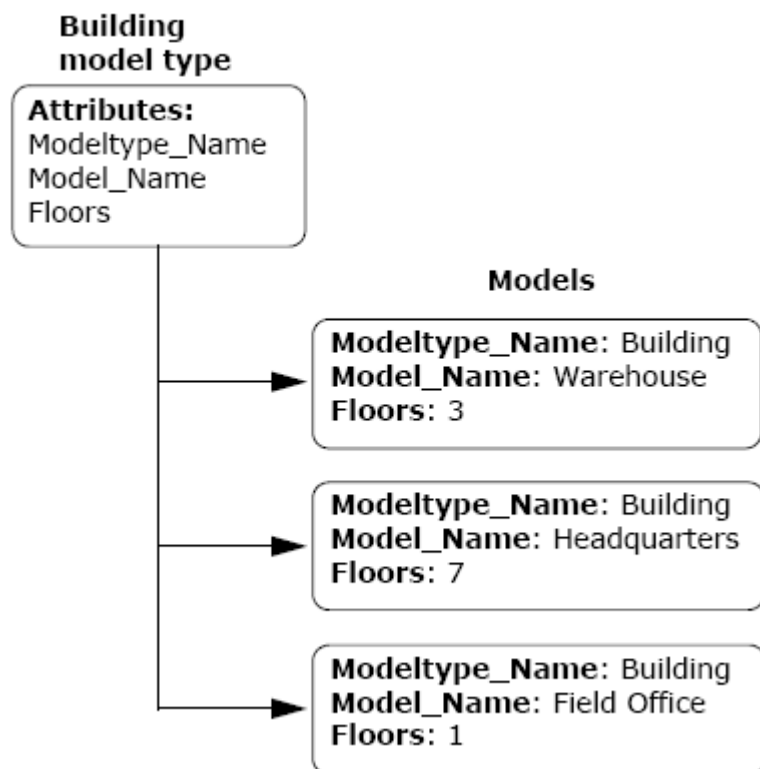 Building
model type
Attributes:
Modeltype_Name
Model_Name
Floors
Models
Modeltype_Name: Building
Model_Name: Warehouse
Floors: 3
Modeltype_Name: Building
Model_Name: Headquarters
Floors: 7
Modeltype_Name: Building
Model_Name: Field Office
Floors: 1